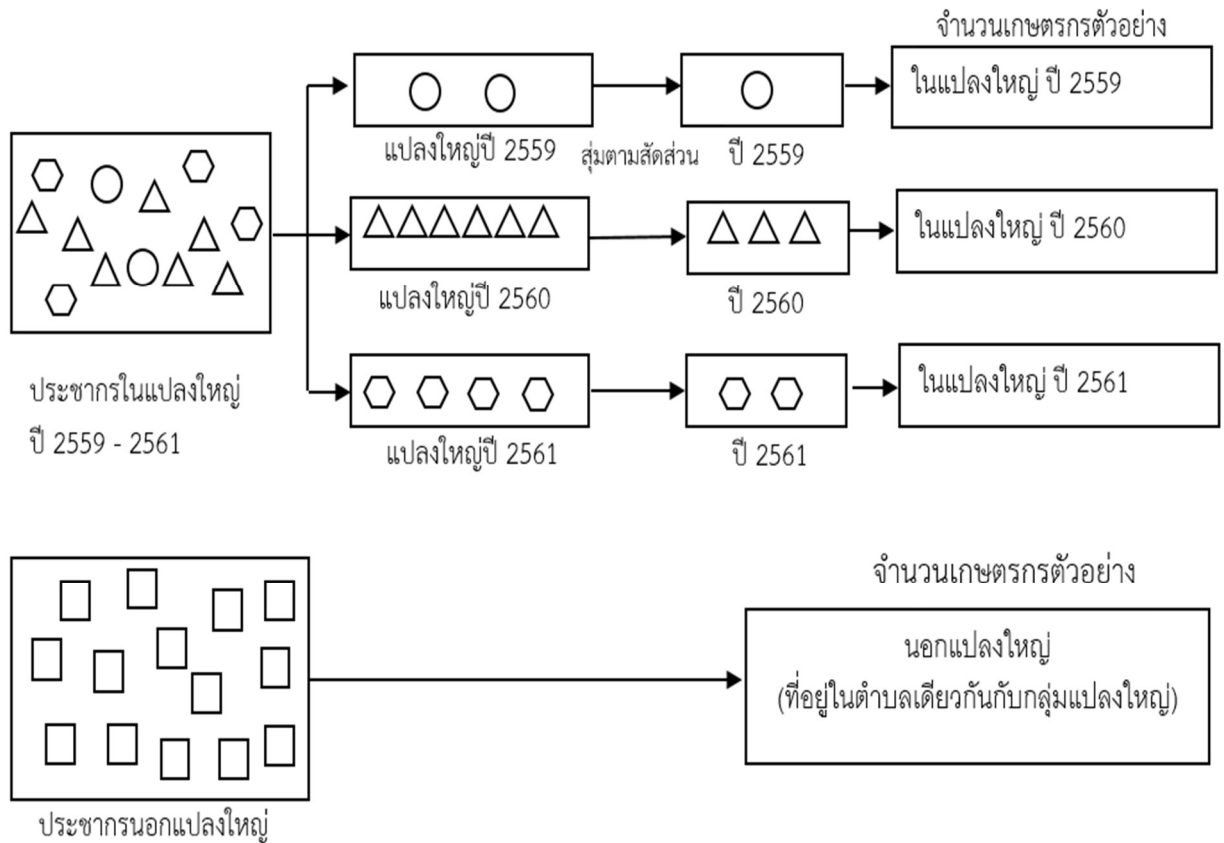 จำนวนเกษตรกรตัวอย่าง
ในแปลงใหญ่ ปี 2559
แปลงใหญ่ปี 2559
สุ่มตามสัดส่วน
ปี 2559
ในแปลงใหญ่ ปี 2560
แปลงใหญ่ปี 2560
ปี 2560
ในแปลงใหญ่ ปี 2561
ประชากรในแปลงใหญ่
ปี 2559 - 2561
แปลงใหญ่ปี 2561
ปี 2561
จำนวนเกษตรกรตัวอย่าง
นอกแปลงใหญ่
(ที่อยู่ในตำบลเดียวกันกับกลุ่มแปลงใหญ่)
ประชากรนอกแปลงใหญ่